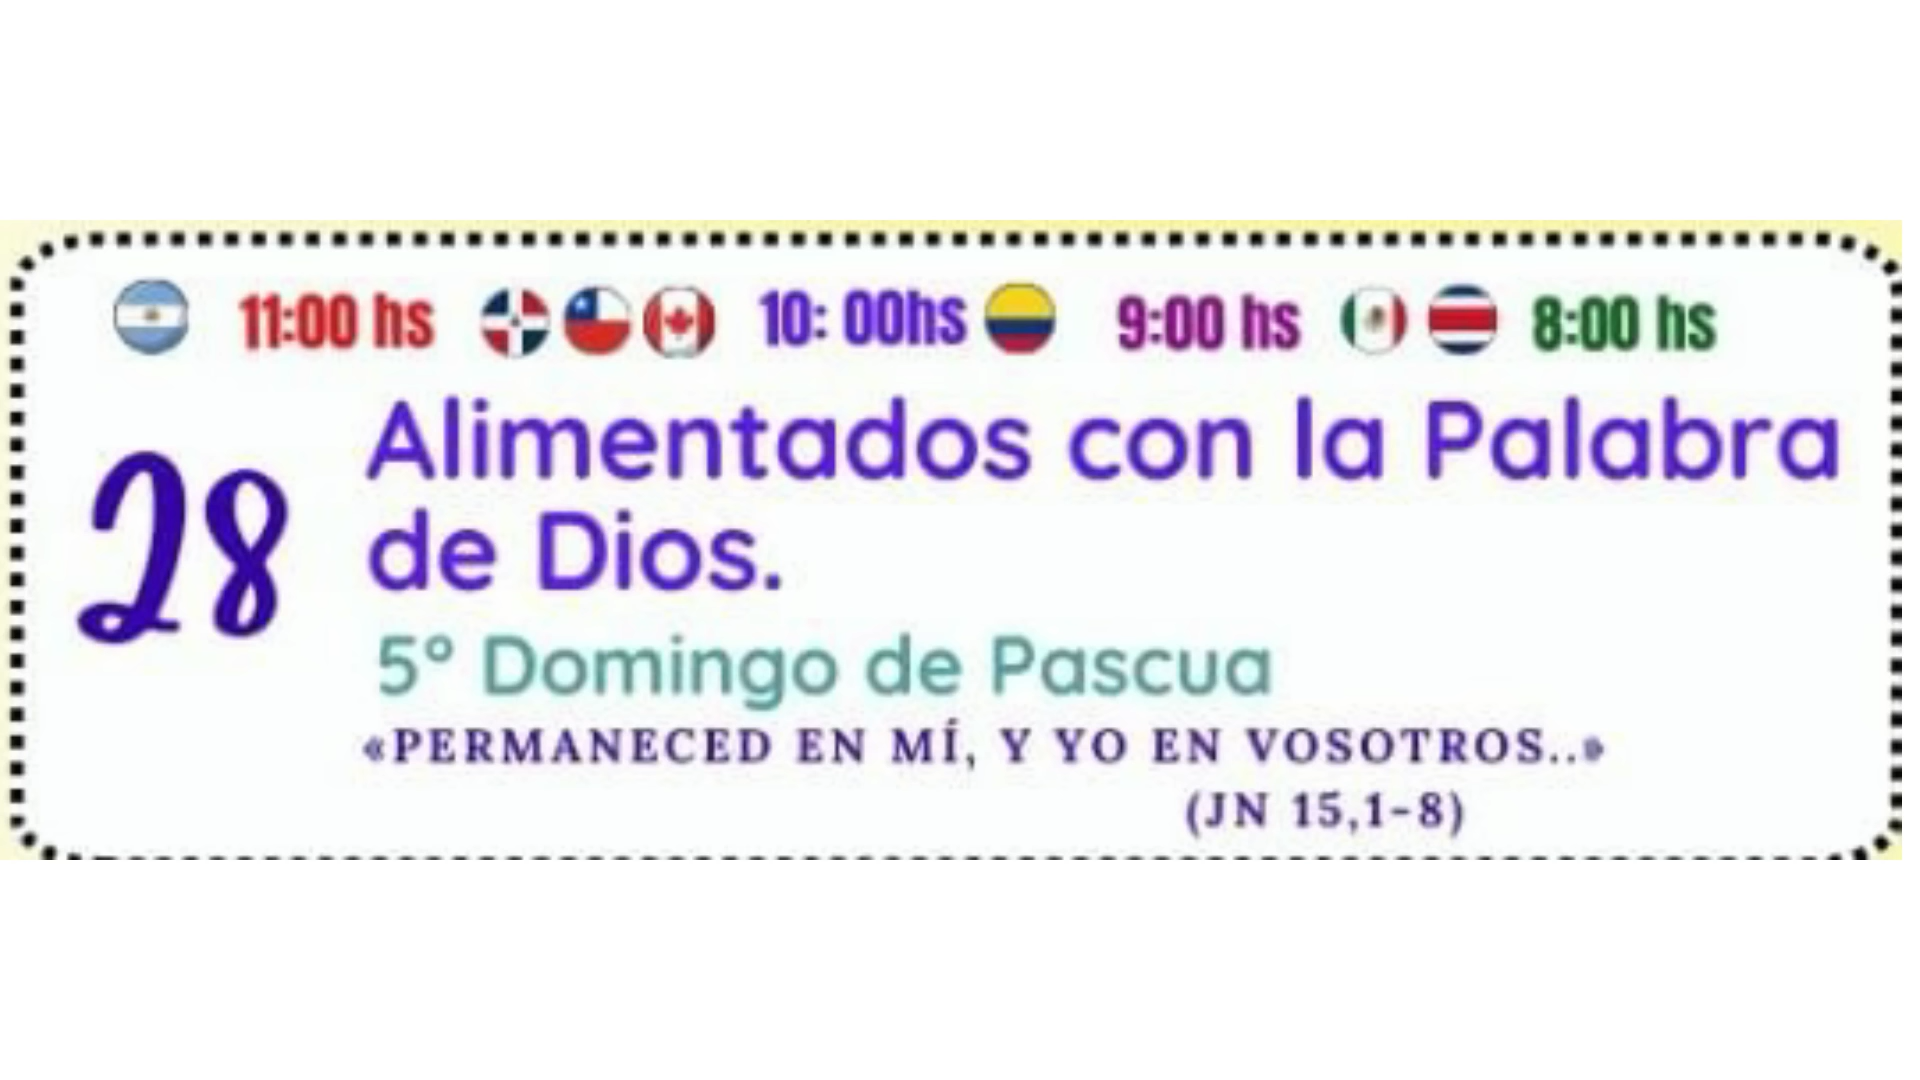 11:00 hs 10: 00hs 9:00 hs 8:00 hs
28
Alimentados con la Palabra
de Dios.
5º Domingo de Pascua
«PERMANECED EN MÍ, Y YO EN VOSOTROS..»
(JN 15,1-8)